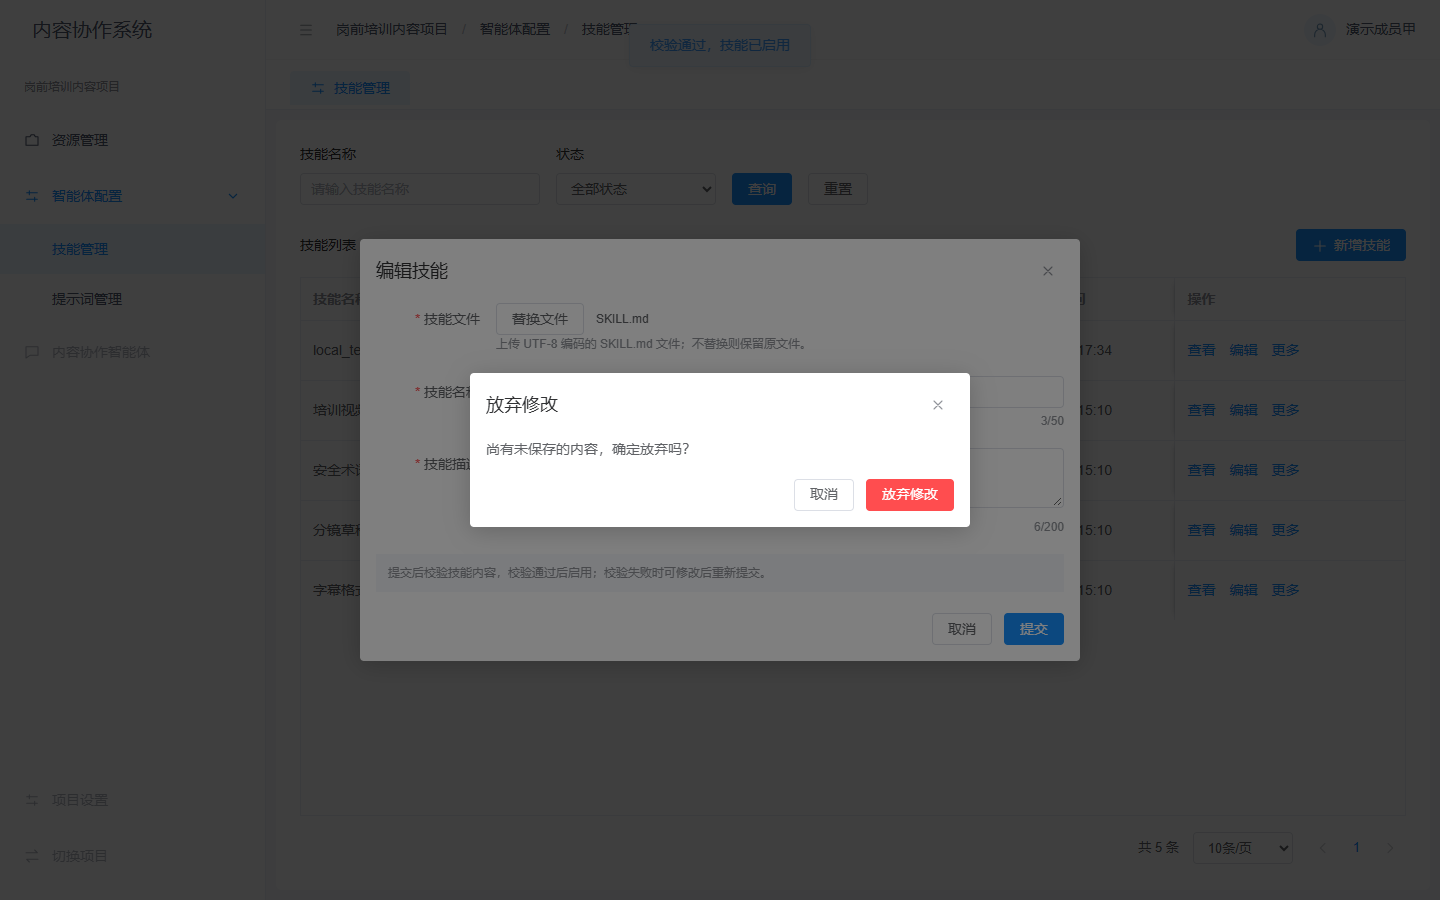 内容协作系统
岗前培训内容项目 / 智能体配置 / 技能管理
校验通过，技能已启用
演示成员甲
岗前培训内容项目
技能管理
资源管理
智能体配置
技能管理
提示词管理
内容协作智能体
项目设置
切换项目
技能名称
状态
请输入技能名称
全部状态
查询
重置
技能列表
新增技能
操作
local_te
17:34
查看 编辑 更多
培训视频
15:10
查看 编辑 更多
安全术语
15:10
查看 编辑 更多
分镜草稿
15:10
查看 编辑 更多
字幕格式
15:10
查看 编辑 更多
共 5 条
10条/页
1
编辑技能
* 技能文件
替换文件
SKILL.md
上传 UTF-8 编码的 SKILL.md 文件；不替换则保留原文件。
* 技能名称
3/50
* 技能描述
6/200
提交后校验技能内容，校验通过后启用；校验失败时可修改后重新提交。
取消
提交
放弃修改
尚有未保存的内容，确定放弃吗？
取消
放弃修改